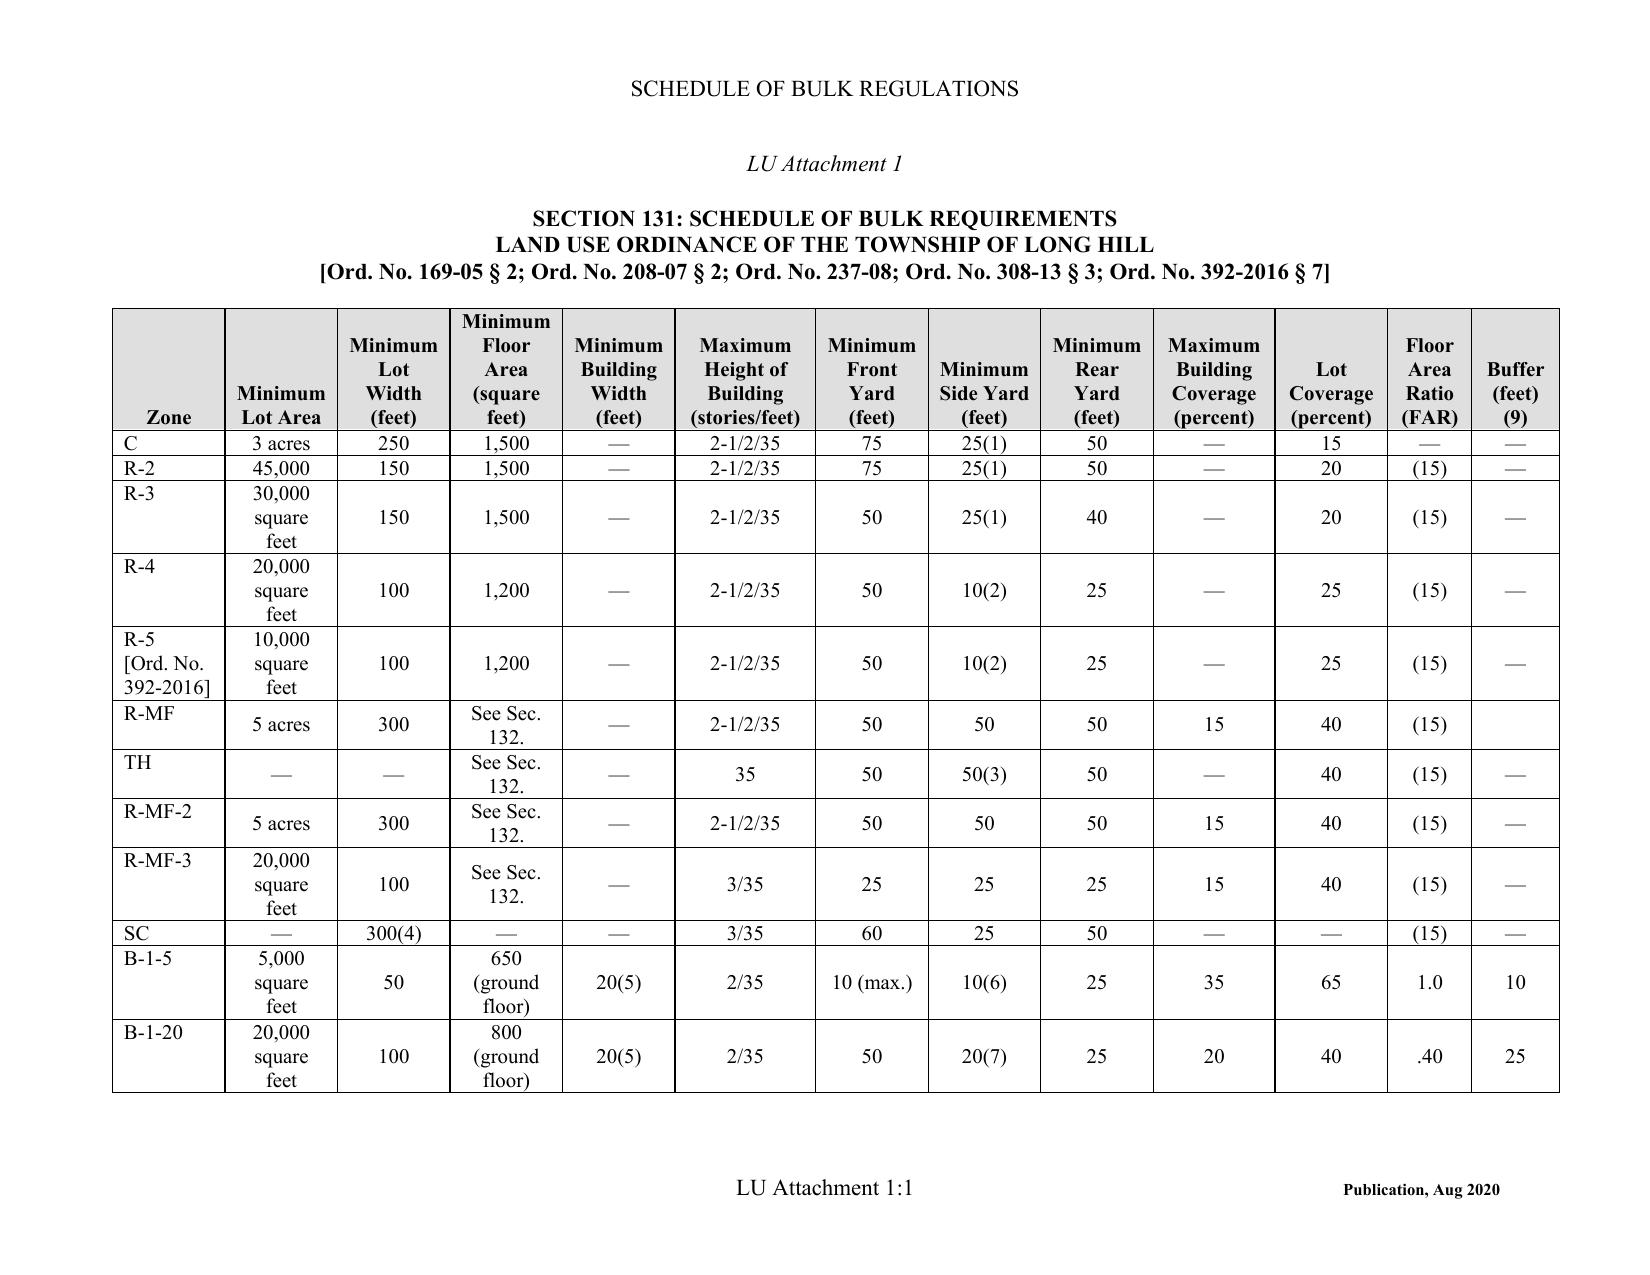 SCHEDULE OF BULK REGULATIONS
LU Attachment 1
SECTION 131: SCHEDULE OF BULK REQUIREMENTS
LAND USE ORDINANCE OF THE TOWNSHIP OF LONG HILL
[Ord. No. 169-05 § 2; Ord. No. 208-07 § 2; Ord. No. 237-08; Ord. No. 308-13 § 3; Ord. No. 392-2016 § 7]
Zone | Minimum Lot Area | Minimum Lot Width (feet) | Minimum Floor Area (square feet) | Minimum Building Width (feet) | Maximum Height of Building (stories/feet) | Minimum Front Yard (feet) | Minimum Side Yard (feet) | Minimum Rear Yard (feet) | Maximum Building Coverage (percent) | Lot Coverage (percent) | Floor Area Ratio (FAR) | Buffer (feet) (9)
C | 3 acres | 250 | 1,500 | — | 2-1/2/35 | 75 | 25(1) | 50 | — | 15 | — | —
R-2 | 45,000 | 150 | 1,500 | — | 2-1/2/35 | 75 | 25(1) | 50 | — | 20 | (15) | —
R-3 | 30,000 square feet | 150 | 1,500 | — | 2-1/2/35 | 50 | 25(1) | 40 | — | 20 | (15) | —
R-4 | 20,000 square feet | 100 | 1,200 | — | 2-1/2/35 | 50 | 10(2) | 25 | — | 25 | (15) | —
R-5 [Ord. No. 392-2016] | 10,000 square feet | 100 | 1,200 | — | 2-1/2/35 | 50 | 10(2) | 25 | — | 25 | (15) | —
R-MF | 5 acres | 300 | See Sec. 132. | — | 2-1/2/35 | 50 | 50 | 50 | 15 | 40 | (15) |
TH | — | — | See Sec. 132. | — | 35 | 50 | 50(3) | 50 | — | 40 | (15) | —
R-MF-2 | 5 acres | 300 | See Sec. 132. | — | 2-1/2/35 | 50 | 50 | 50 | 15 | 40 | (15) | —
R-MF-3 | 20,000 square feet | 100 | See Sec. 132. | — | 3/35 | 25 | 25 | 25 | 15 | 40 | (15) | —
SC | — | 300(4) | — | — | 3/35 | 60 | 25 | 50 | — | — | (15) | —
B-1-5 | 5,000 square feet | 50 | 650 (ground floor) | 20(5) | 2/35 | 10 (max.) | 10(6) | 25 | 35 | 65 | 1.0 | 10
B-1-20 | 20,000 square feet | 100 | 800 (ground floor) | 20(5) | 2/35 | 50 | 20(7) | 25 | 20 | 40 | .40 | 25
LU Attachment 1:1
Publication, Aug 2020